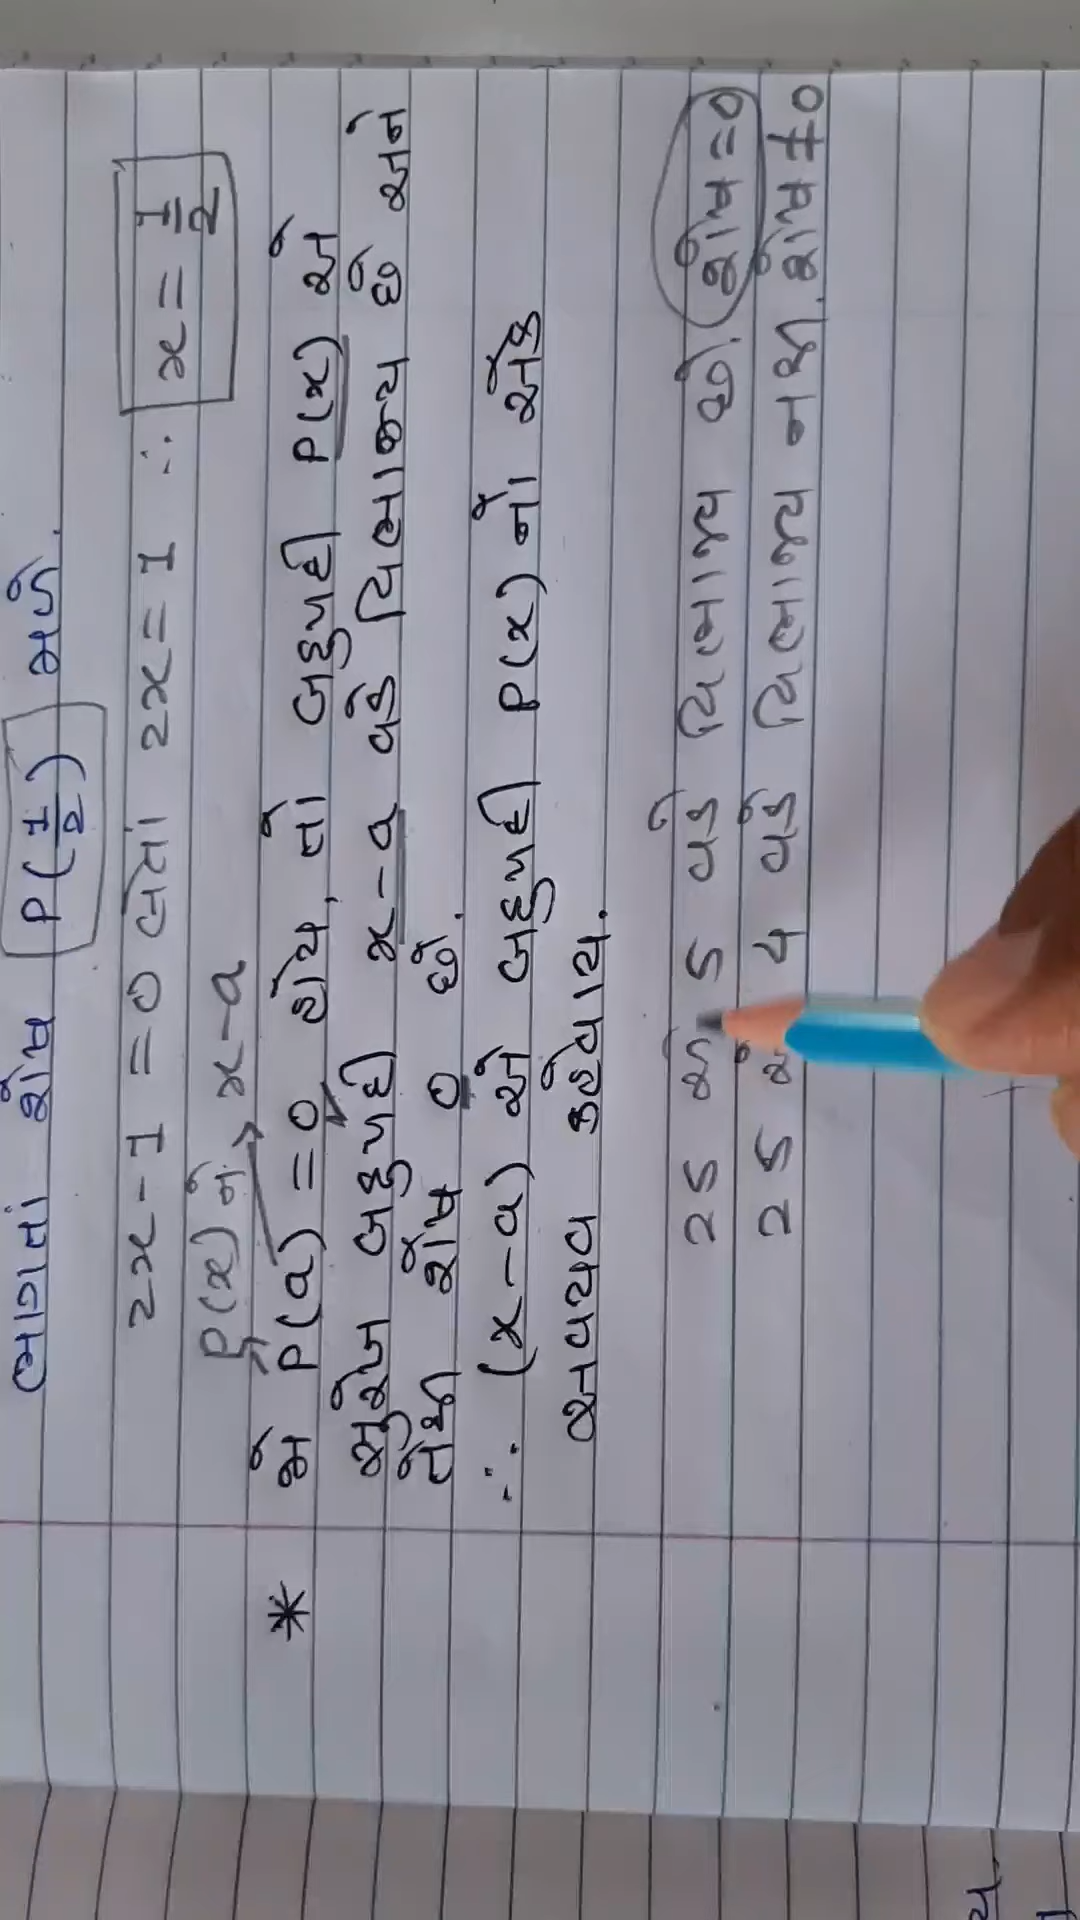 ભાગતાં શેષ P(1/2) મળે.
2x-1=0 લેતાં 2x=1 ∴ x=1/2
P(x) ને x-a
* જો P(a)=0 હોય, તો બહુપદી P(x) એ
સુરેખ બહુપદી x-a વડે વિભાજ્ય છે અને
તેથી શેષ 0 છે.
∴ (x-a) એ બહુપદી P(x) નો એક
અવયવ કહેવાય.
25 એ 5 વડે વિભાજ્ય છે. શેષ=0
25 એ 4 વડે વિભાજ્ય નથી. શેષ≠0